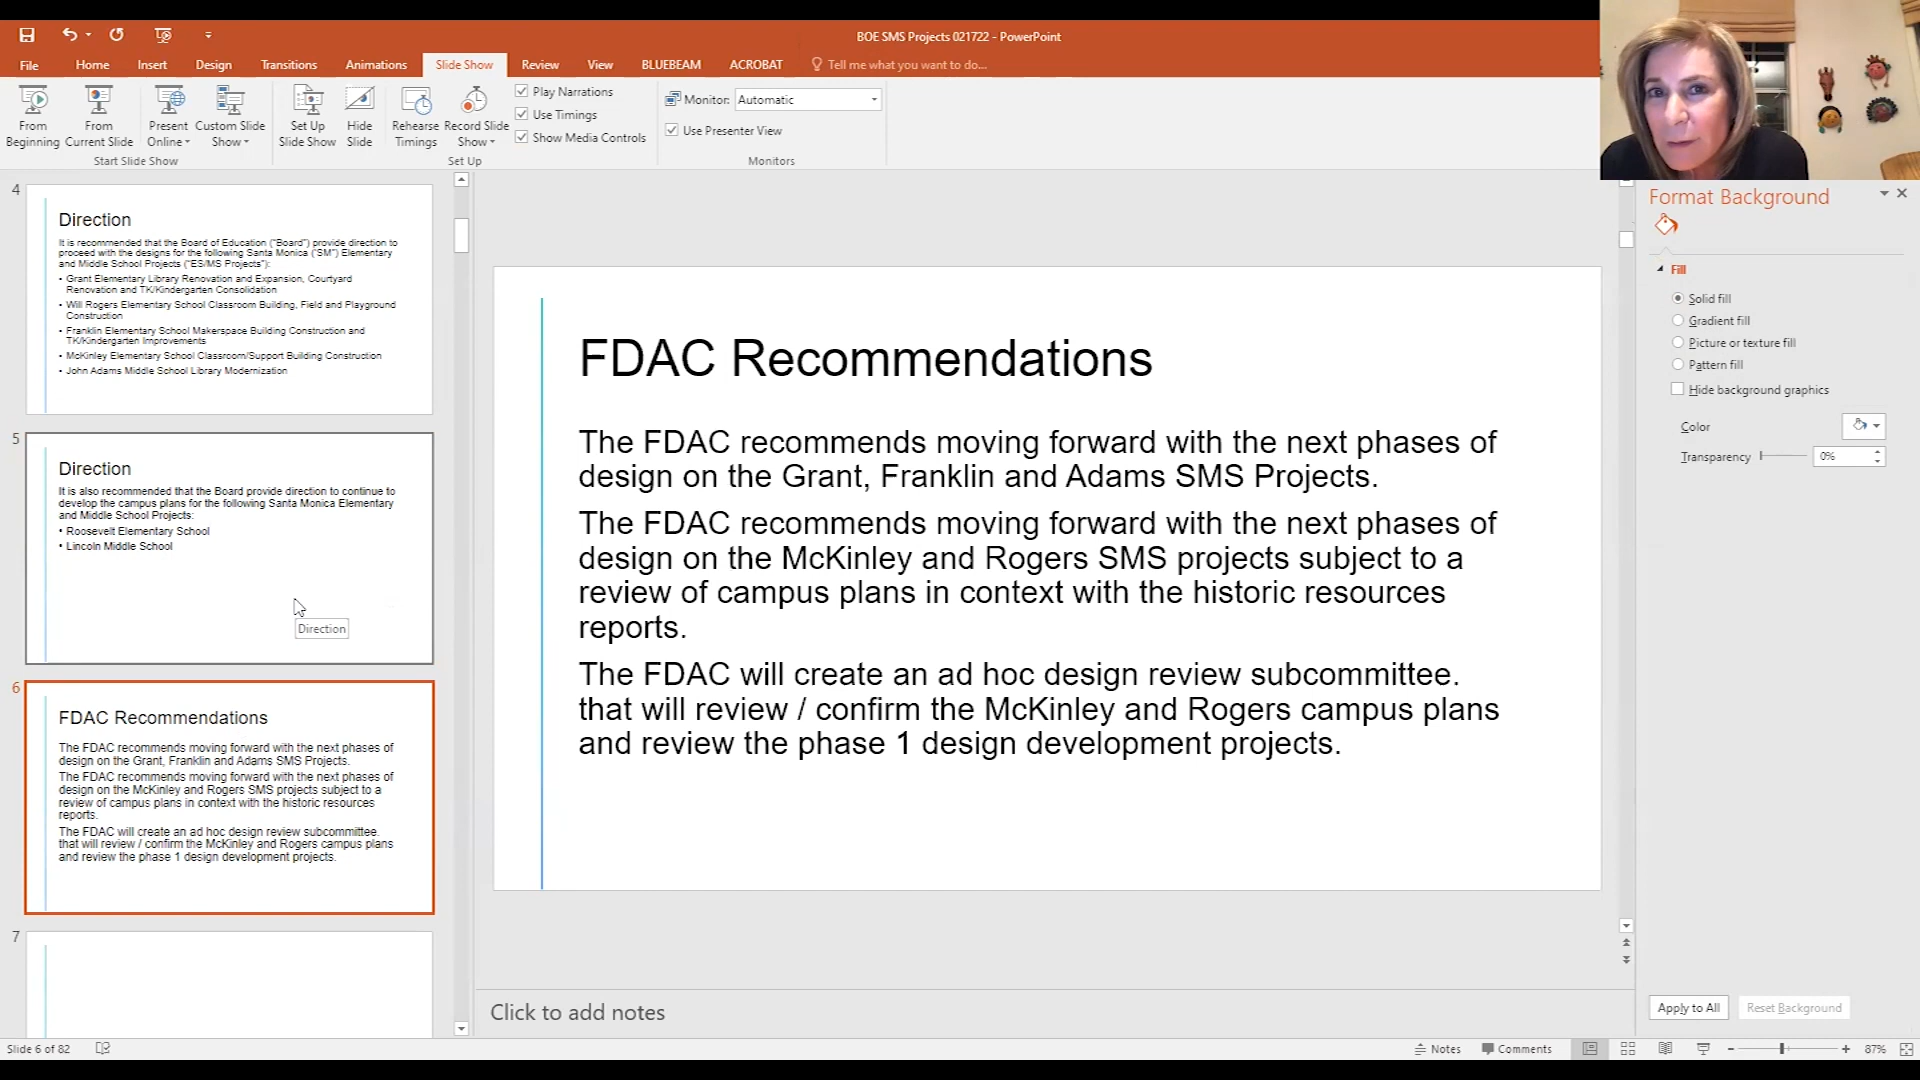 BOE SMS Projects 021722 - PowerPoint
File Home Insert Design Transitions Animations Slide Show Review View BLUEBEAM ACROBAT Tell me what you want to do...
From Beginning
From Current Slide
Present Online
Custom Slide Show
Start Slide Show
Set Up Slide Show
Hide Slide
Rehearse Timings
Record Slide Show
Play Narrations
Use Timings
Show Media Controls
Set Up
Monitor: Automatic
Use Presenter View
Monitors
4
Direction
It is recommended that the Board of Education ("Board") provide direction to
proceed with the designs for the following Santa Monica ("SM") Elementary
and Middle School Projects ("ES/MS Projects"):
• Grant Elementary Library Renovation and Expansion, Courtyard
Renovation and TK/Kindergarten Consolidation
• Will Rogers Elementary School Classroom Building, Field and Playground
Construction
• Franklin Elementary School Makerspace Building Construction and
TK/Kindergarten Improvements
• McKinley Elementary School Classroom/Support Building Construction
• John Adams Middle School Library Modernization
5
Direction
It is also recommended that the Board provide direction to continue to
develop the campus plans for the following Santa Monica Elementary
and Middle School Projects:
• Roosevelt Elementary School
• Lincoln Middle School
Direction
6
FDAC Recommendations
The FDAC recommends moving forward with the next phases of
design on the Grant, Franklin and Adams SMS Projects.
The FDAC recommends moving forward with the next phases of
design on the McKinley and Rogers SMS projects subject to a
review of campus plans in context with the historic resources
reports.
The FDAC will create an ad hoc design review subcommittee.
that will review / confirm the McKinley and Rogers campus plans
and review the phase 1 design development projects.
7
FDAC Recommendations
The FDAC recommends moving forward with the next phases of
design on the Grant, Franklin and Adams SMS Projects.
The FDAC recommends moving forward with the next phases of
design on the McKinley and Rogers SMS projects subject to a
review of campus plans in context with the historic resources
reports.
The FDAC will create an ad hoc design review subcommittee.
that will review / confirm the McKinley and Rogers campus plans
and review the phase 1 design development projects.
Click to add notes
Format Background
Fill
Solid fill
Gradient fill
Picture or texture fill
Pattern fill
Hide background graphics
Color
Transparency 0%
Apply to All Reset Background
Slide 6 of 82
Notes Comments 87%